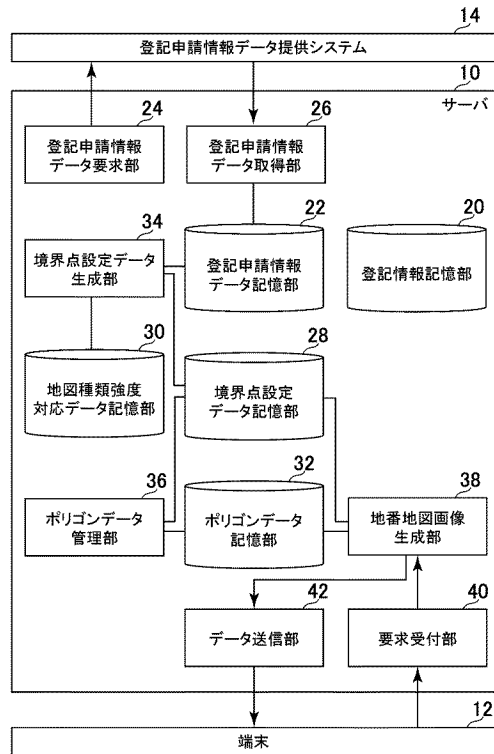 14
登記申請情報データ提供システム
10
サーバ
24
登記申請情報
データ要求部
26
登記申請情報
データ取得部
34
境界点設定データ
生成部
22
登記申請情報
データ記憶部
20
登記情報記憶部
30
地図種類強度
対応データ記憶部
28
境界点設定
データ記憶部
36
ポリゴンデータ
管理部
32
ポリゴンデータ
記憶部
38
地番地図画像
生成部
42
データ送信部
40
要求受付部
12
端末